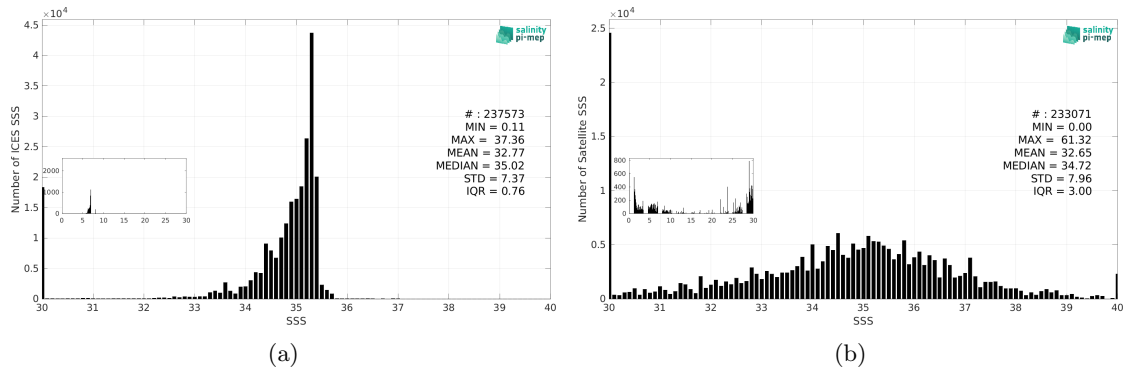 ×10⁴
4.5
4
3.5
3
2.5
2
1.5
1
0.5
0
Number of ICES SSS
salinity
pi-mep
# : 237573
MIN = 0.11
MAX = 37.36
MEAN = 32.77
MEDIAN = 35.02
STD = 7.37
IQR = 0.76
2000
1000
0
0 5 10 15 20 25 30
30 31 32 33 34 35 36 37 38 39 40
SSS
(a)
×10⁴
2.5
2
1.5
1
0.5
0
Number of Satellite SSS
salinity
pi-mep
# : 233071
MIN = 0.00
MAX = 61.32
MEAN = 32.65
MEDIAN = 34.72
STD = 7.96
IQR = 3.00
800
600
400
200
0
0 5 10 15 20 25 30
30 31 32 33 34 35 36 37 38 39 40
SSS
(b)